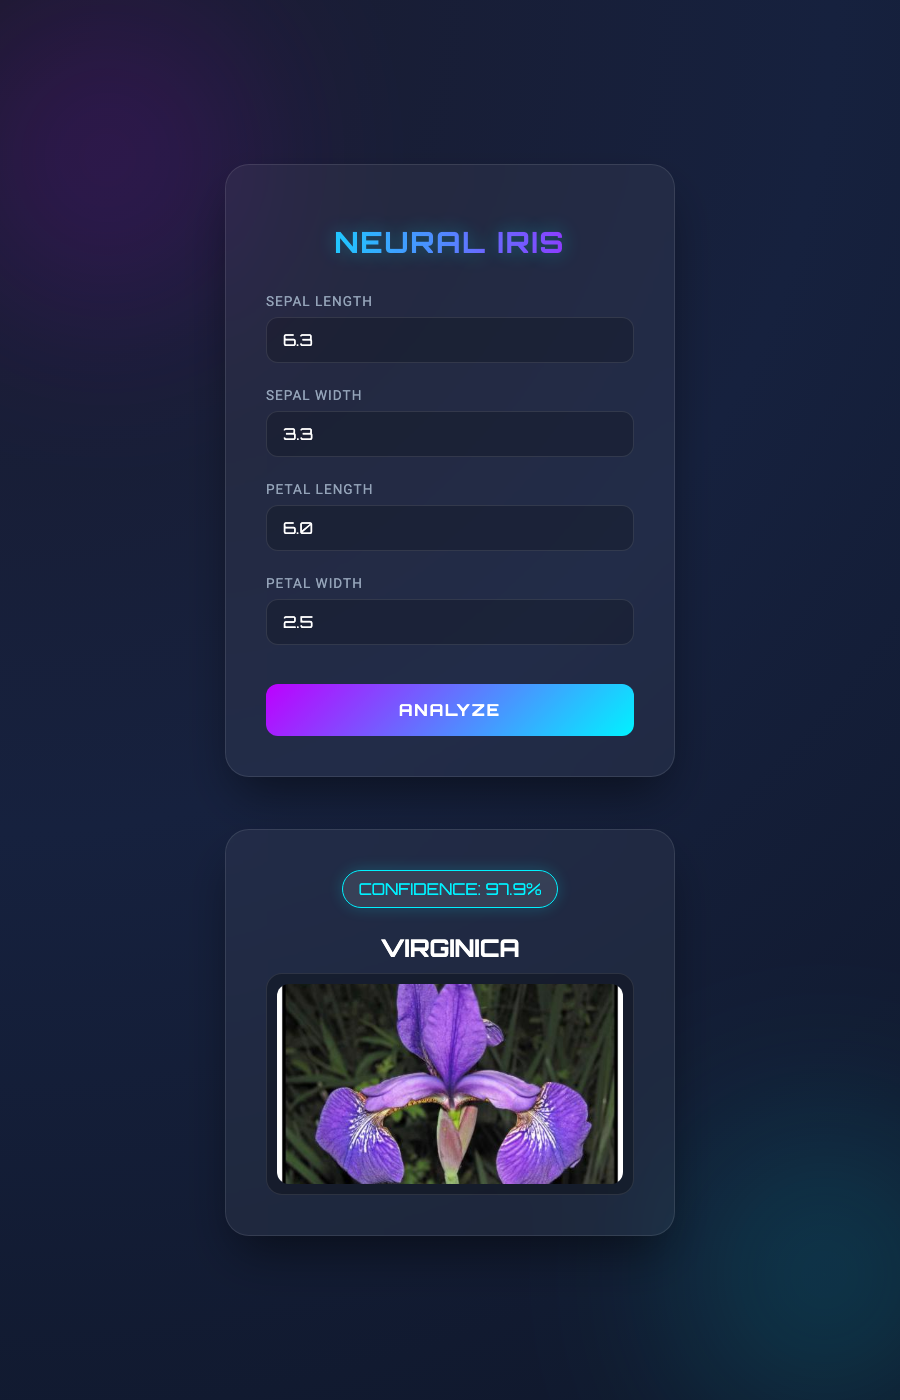 NEURAL IRIS
SEPAL LENGTH
6.3
SEPAL WIDTH
3.3
PETAL LENGTH
6.0
PETAL WIDTH
2.5
ANALYZE
CONFIDENCE: 97.9%
VIRGINICA